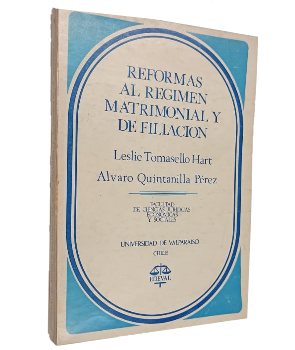 REFORMAS
AL REGIMEN
MATRIMONIAL Y
DE FILIACION
Leslie Tomasello Hart
Alvaro Quintanilla Pérez
FACULTAD
DE CIENCIAS JURIDICAS
ECONOMICAS
Y SOCIALES
UNIVERSIDAD DE VALPARAISO
CHILE
EDEVAL